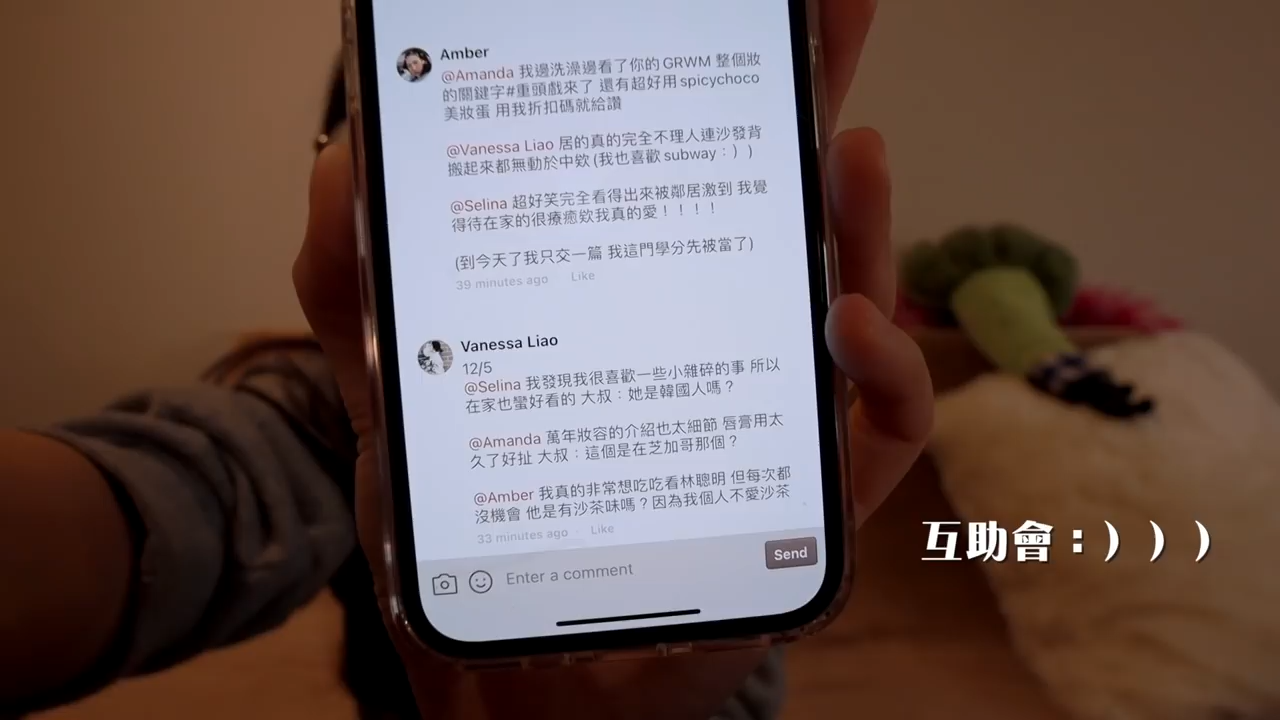 Amber
@Amanda 我邊洗澡邊看了你的 GRWM 整個妝
的關鍵字#重頭戲來了 還有超好用 spicychoco
美妝蛋 用我折扣碼就給讚
@Vanessa Liao 居的真的完全不理人連沙發背
搬起來都無動於中欸 (我也喜歡 subway：））
@Selina 超好笑完全看得出來被鄰居激到 我覺
得待在家的很療癒欸我真的愛！！！！
(到今天了我只交一篇 我這門學分先被當了)
39 minutes ago Like
Vanessa Liao
12/5
@Selina 我發現我很喜歡一些小雜碎的事 所以
在家也蠻好看的 大叔：她是韓國人嗎？
@Amanda 萬年妝容的介紹也太細節 唇膏用太
久了好扯 大叔：這個是在芝加哥那個？
@Amber 我真的非常想吃吃看林聰明 但每次都
沒機會 他是有沙茶味嗎？因為我個人不愛沙茶
33 minutes ago · Like
Enter a comment
Send
互助會：）））